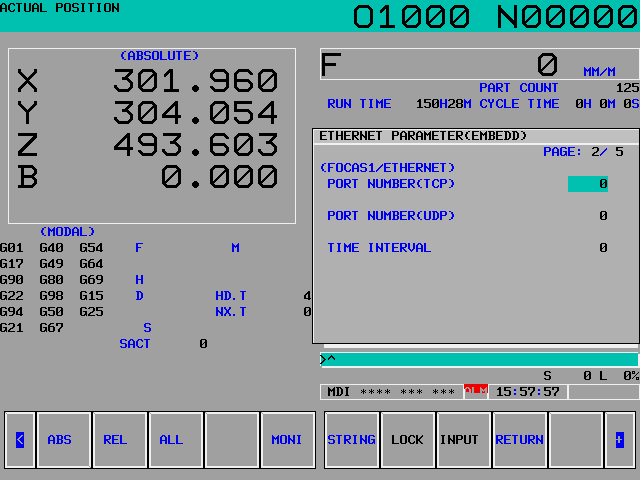 ACTUAL POSITION O1000 N00000
(ABSOLUTE)
X 301.960
Y 304.054
Z 493.603
B 0.000
F 0 MM/M
PART COUNT 125
RUN TIME 150H28M CYCLE TIME 0H 0M 0S
ETHERNET PARAMETER(EMBEDD)
PAGE: 2/ 5
(FOCAS1/ETHERNET)
PORT NUMBER(TCP) 0
PORT NUMBER(UDP) 0
TIME INTERVAL 0
(MODAL)
G01 G40 G54 F M
G17 G49 G64
G90 G80 G69 H
G22 G98 G15 D HD.T 4
G94 G50 G25 NX.T 0
G21 G67 S
SACT 0
>^
S 0 L 0%
MDI **** *** *** ALM 15:57:57
< ABS REL ALL MONI STRING LOCK INPUT RETURN +